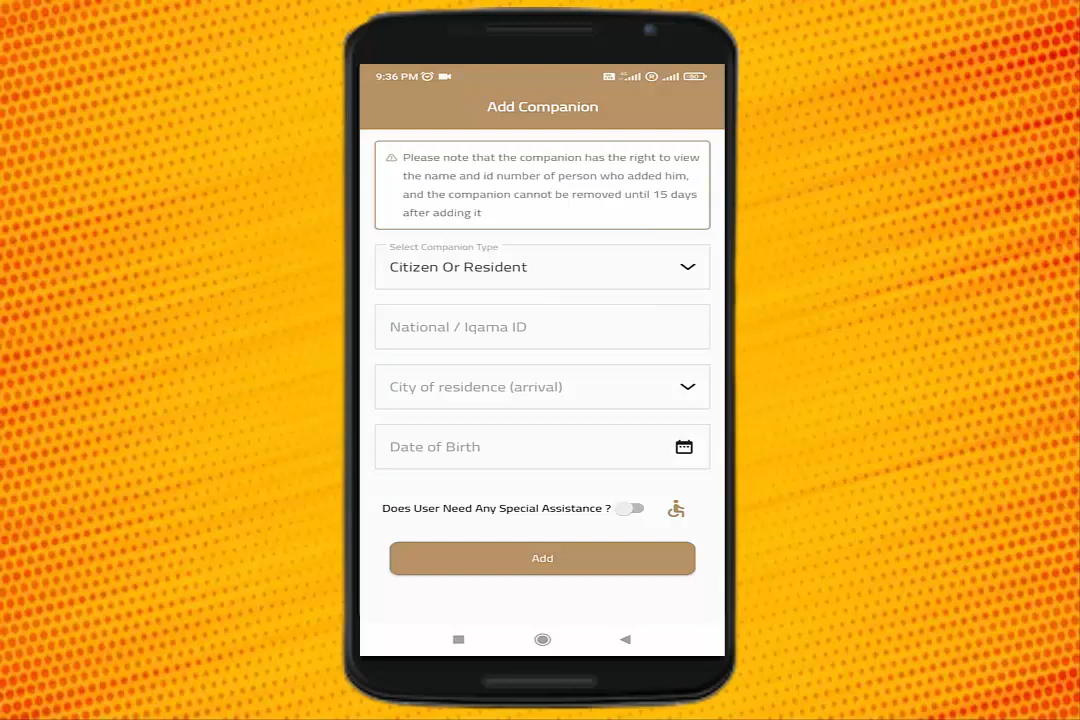 9:36 PM
Add Companion
Please note that the companion has the right to view
the name and id number of person who added him,
and the companion cannot be removed until 15 days
after adding it
Select Companion Type
Citizen Or Resident
National / Iqama ID
City of residence (arrival)
Date of Birth
Does User Need Any Special Assistance ?
Add